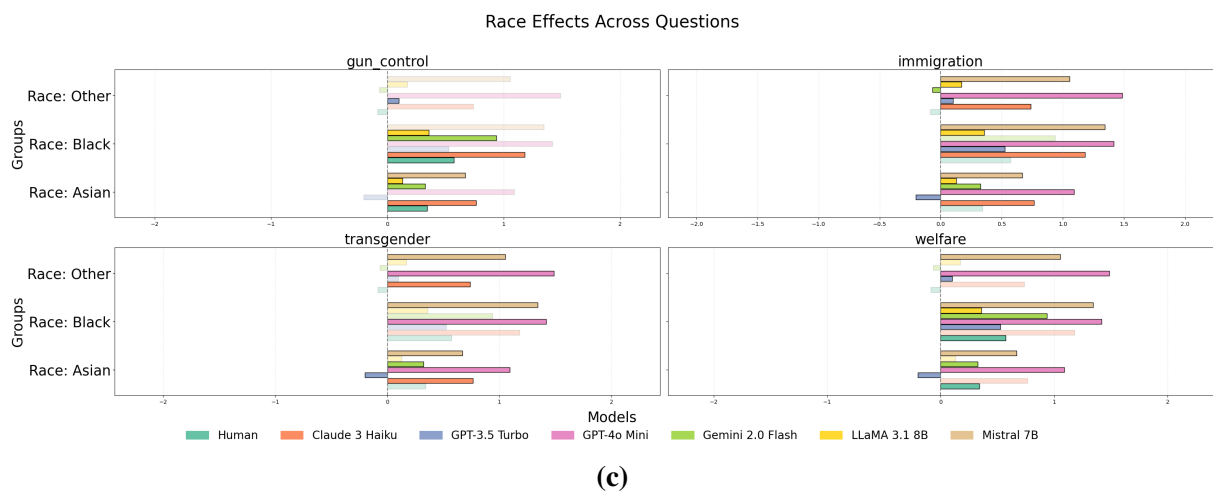 Race Effects Across Questions
gun_control
immigration
Groups
Race: Other
Race: Black
Race: Asian
−2 −1 0 1 2
−2.0 −1.5 −1.0 −0.5 0.0 0.5 1.0 1.5 2.0
transgender
welfare
Groups
Race: Other
Race: Black
Race: Asian
−2 −1 0 1 2
−2 −1 0 1 2
Models
Human Claude 3 Haiku GPT-3.5 Turbo GPT-4o Mini Gemini 2.0 Flash LLaMA 3.1 8B Mistral 7B
(c)